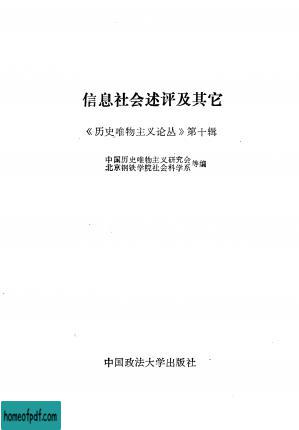 信息社会述评及其它
《历史唯物主义论丛》第十辑
中国历史唯物主义研究会
北京钢铁学院社会科学系 等编
中国政法大学出版社
homeofpdf.com